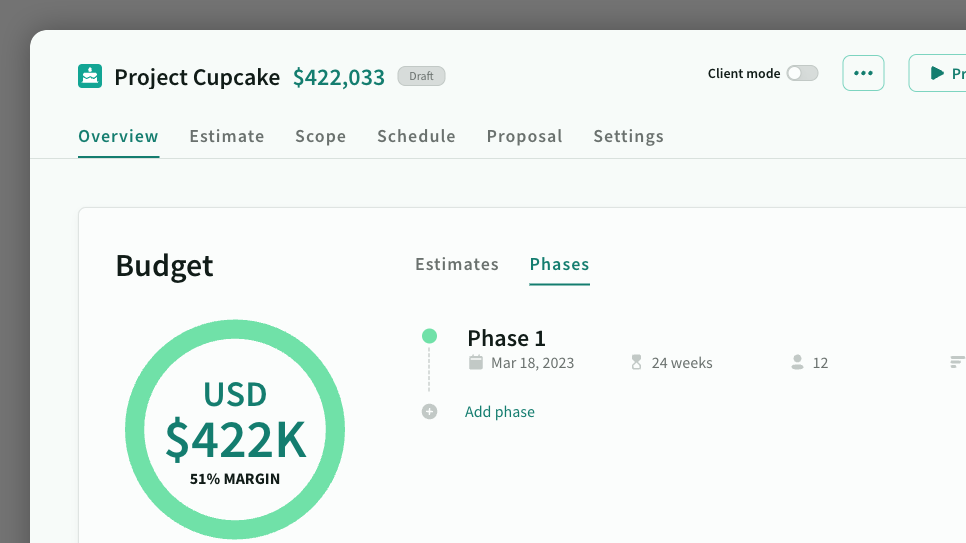 Project Cupcake $422,033 Draft
Client mode
Overview Estimate Scope Schedule Proposal Settings
Budget
Estimates Phases
Phase 1
Mar 18, 2023 24 weeks 12
Add phase
USD
$422K
51% MARGIN